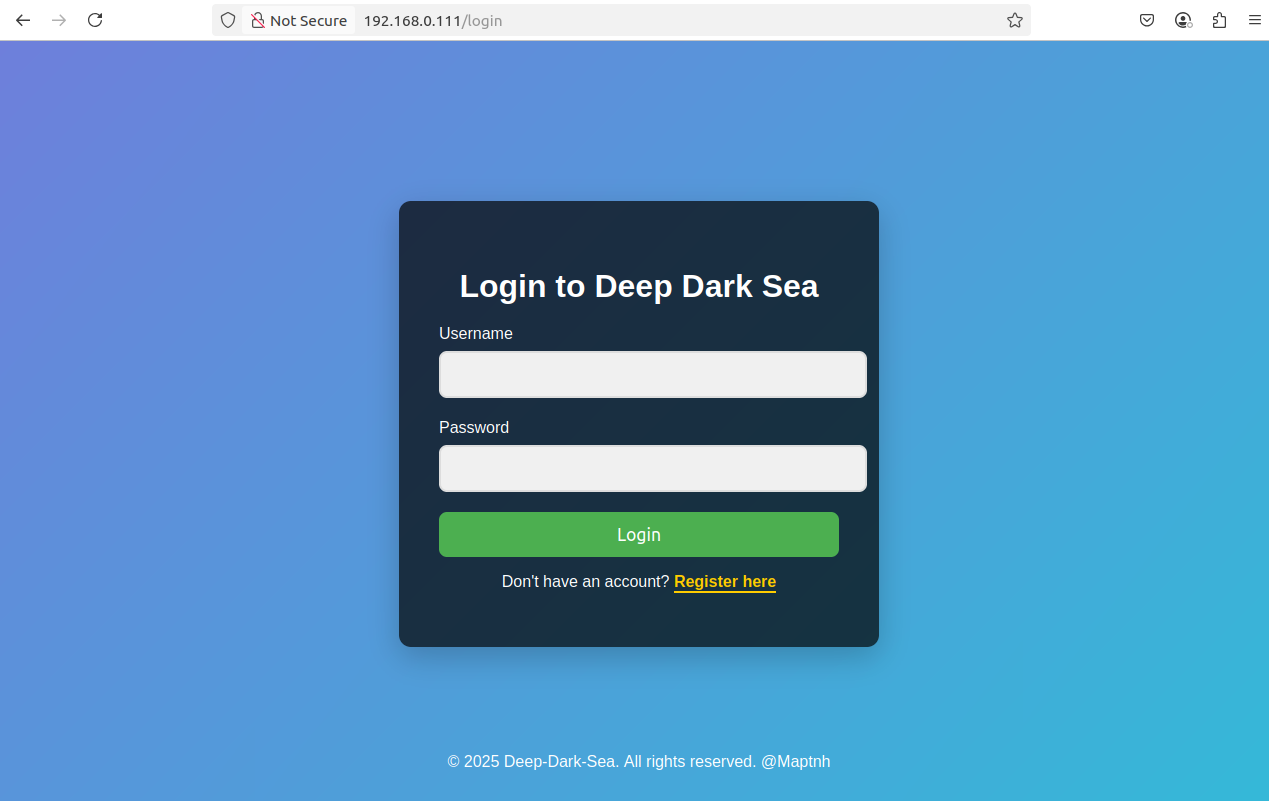 Not Secure 192.168.0.111/login
Login to Deep Dark Sea
Username
Password
Login
Don't have an account? Register here
© 2025 Deep-Dark-Sea. All rights reserved. @Maptnh